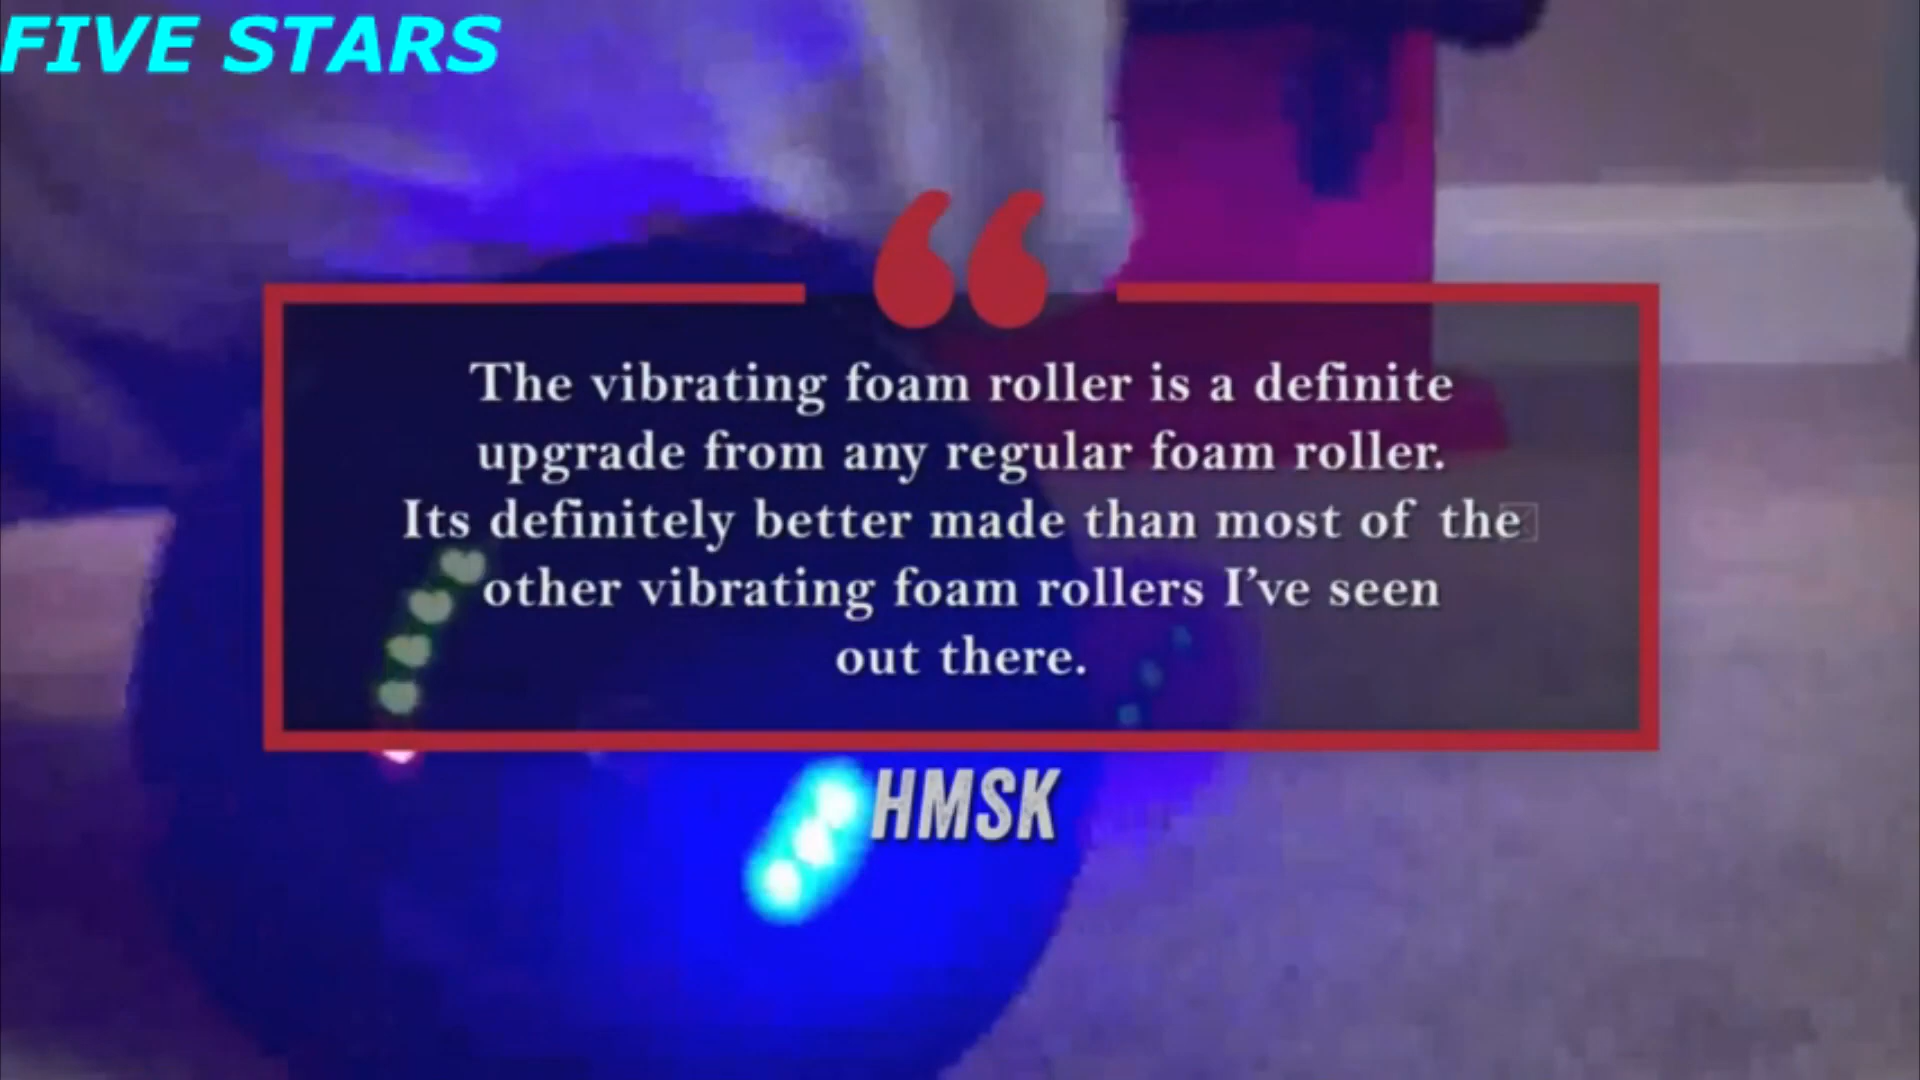 FIVE STARS
“
The vibrating foam roller is a definite
upgrade from any regular foam roller.
Its definitely better made than most of the
other vibrating foam rollers I’ve seen
out there.
HMSK